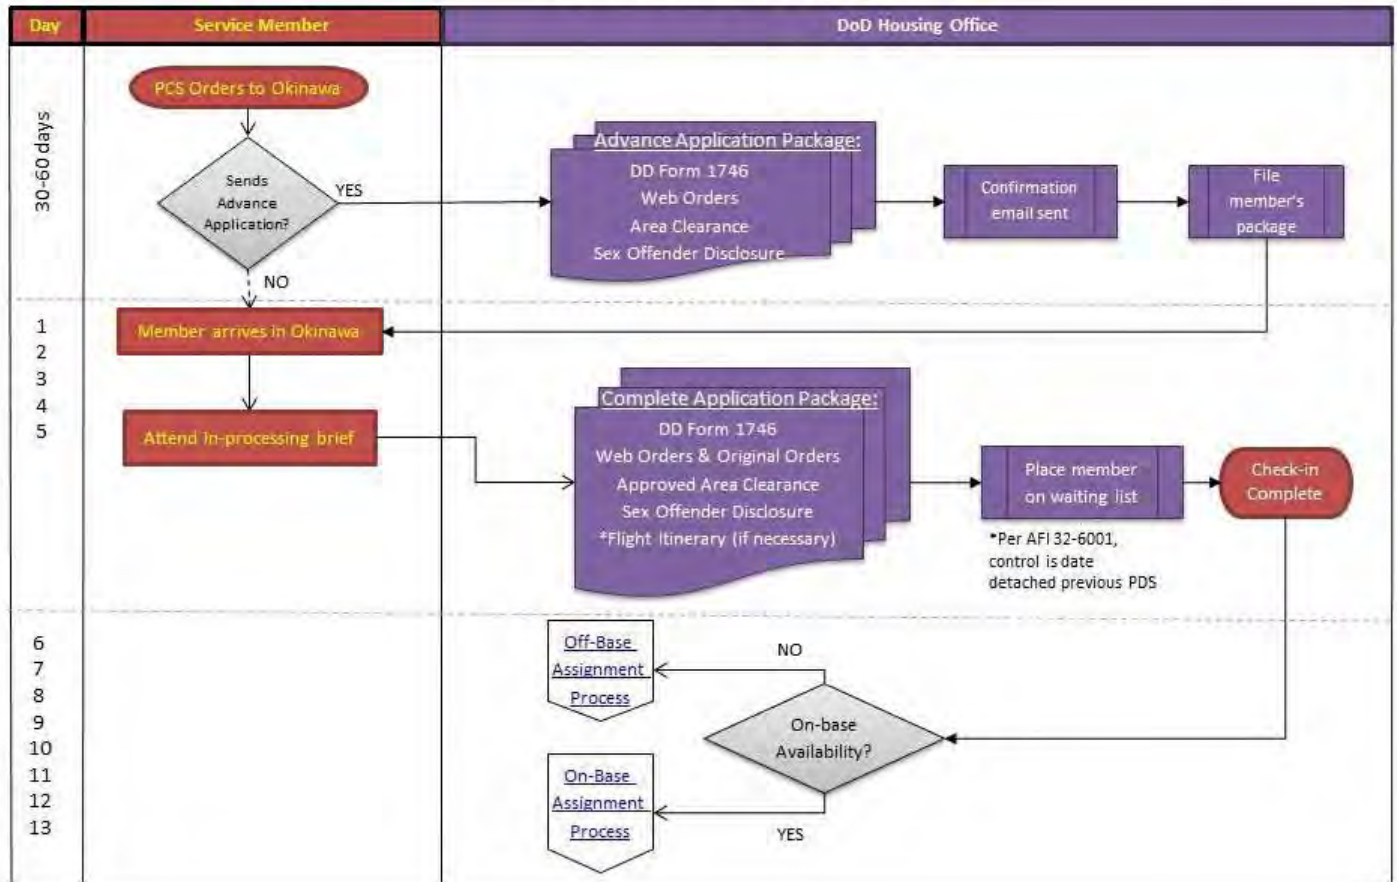 Day
Service Member
DoD Housing Office
30-60 days
PCS Orders to Okinawa
Sends
Advance
Application?
YES
NO
Advance Application Package:
DD Form 1746
Web Orders
Area Clearance
Sex Offender Disclosure
Confirmation
email sent
File
member's
package
1
2
3
4
5
Member arrives in Okinawa
Attend in-processing brief
Complete Application Package:
DD Form 1746
Web Orders & Original Orders
Approved Area Clearance
Sex Offender Disclosure
*Flight Itinerary (if necessary)
Place member
on waiting list
*Per AFI 32-6001,
control is date
detached previous PDS
Check-in
Complete
6
7
8
9
10
11
12
13
Off-Base
Assignment
Process
NO
On-base
Availability?
On-Base
Assignment
Process
YES